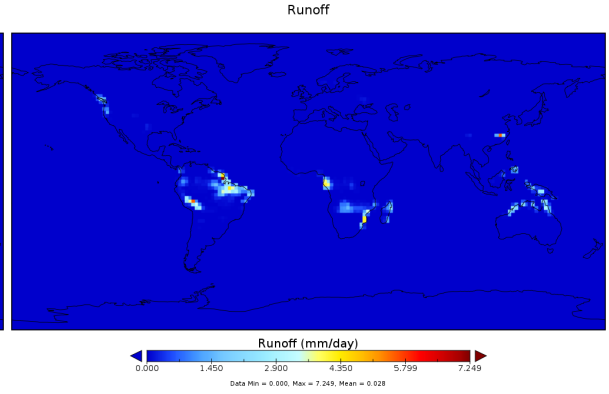 Runoff
Runoff (mm/day)
0.000 1.450 2.900 4.350 5.799 7.249
Data Min = 0.000, Max = 7.249, Mean = 0.028